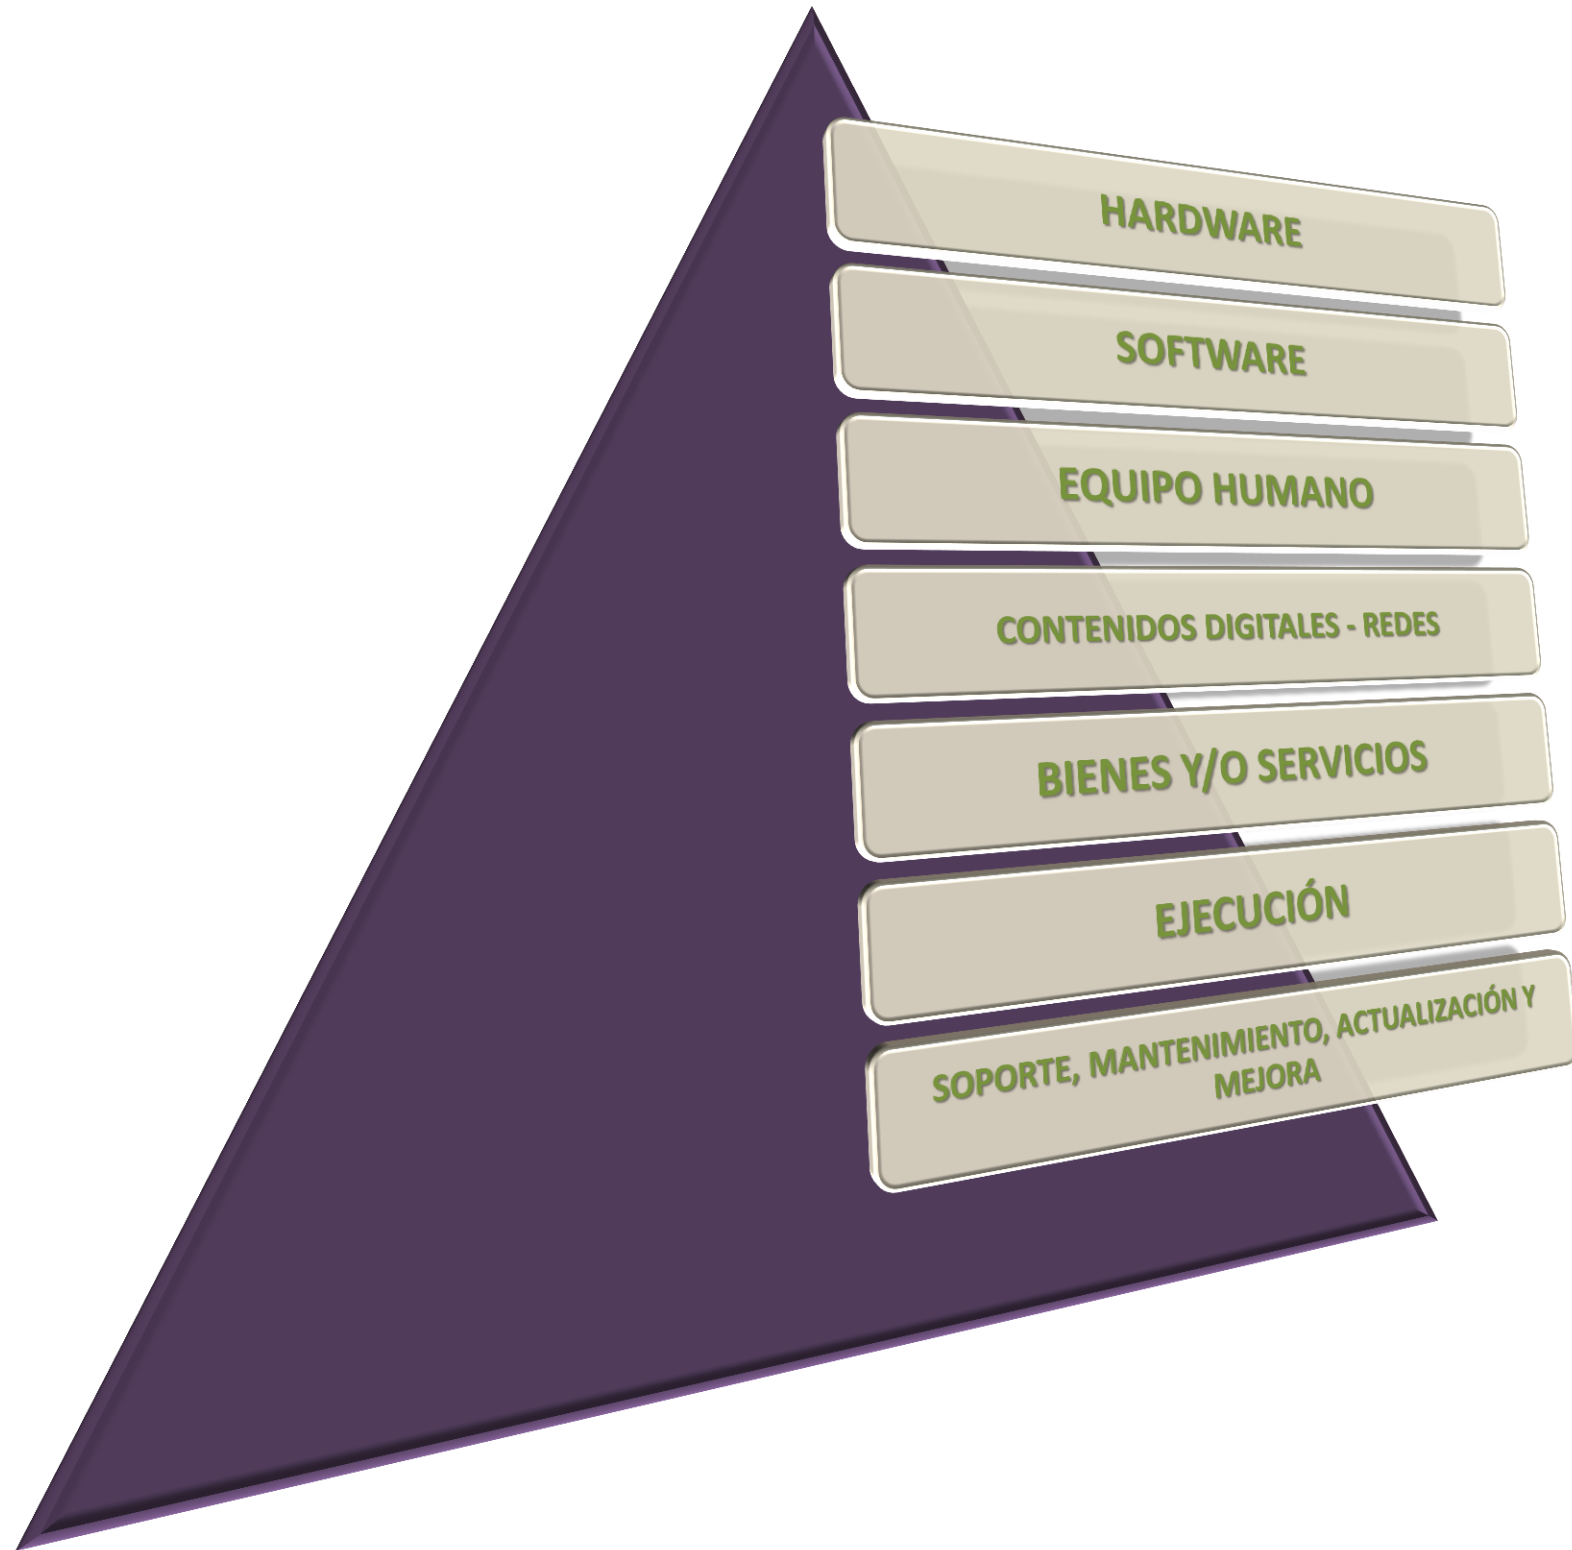 HARDWARE
SOFTWARE
EQUIPO HUMANO
CONTENIDOS DIGITALES - REDES
BIENES Y/O SERVICIOS
EJECUCIÓN
SOPORTE, MANTENIMIENTO, ACTUALIZACIÓN Y
MEJORA